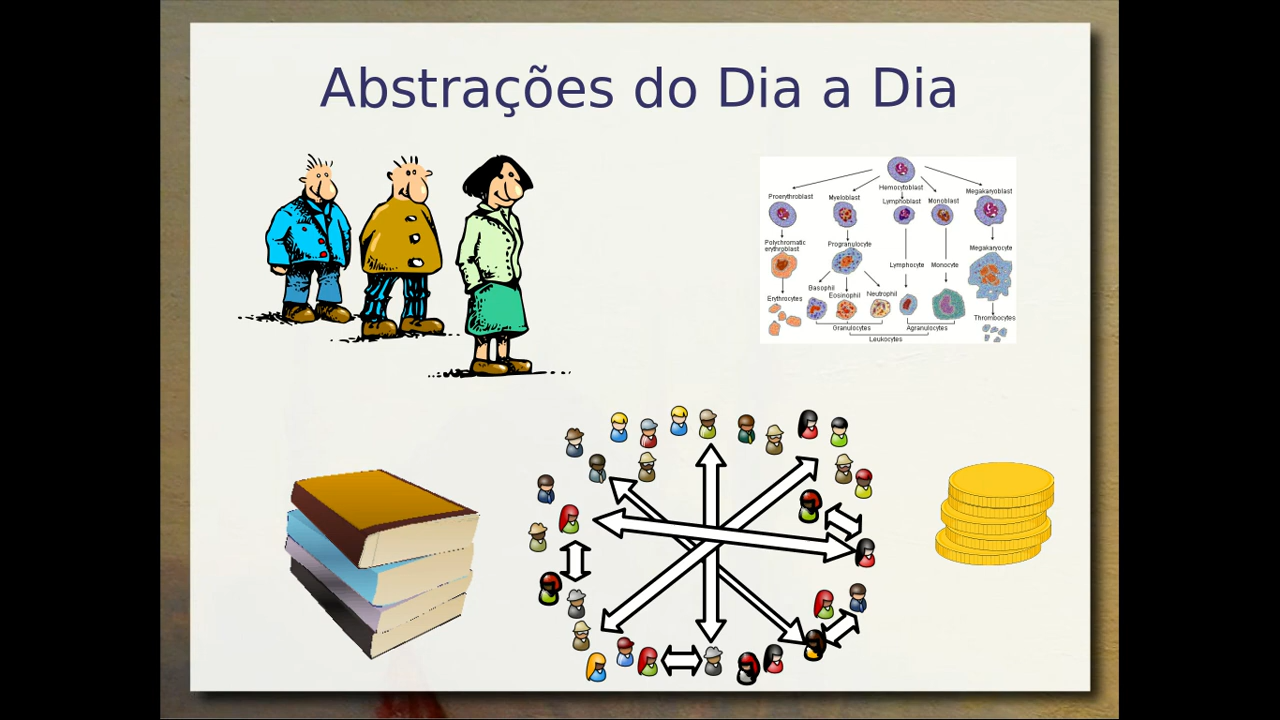 Abstrações do Dia a Dia
Hemocytoblast
Proerythroblast
Myeloblast
Lymphoblast
Monoblast
Megakaryoblast
Polychromatic
erythroblast
Progranulocyte
Megakaryocyte
Lymphocyte
Monocyte
Basophil
Eosinophil
Neutrophil
Erythrocytes
Thrombocytes
Granulocytes
Agranulocytes
Leukocytes